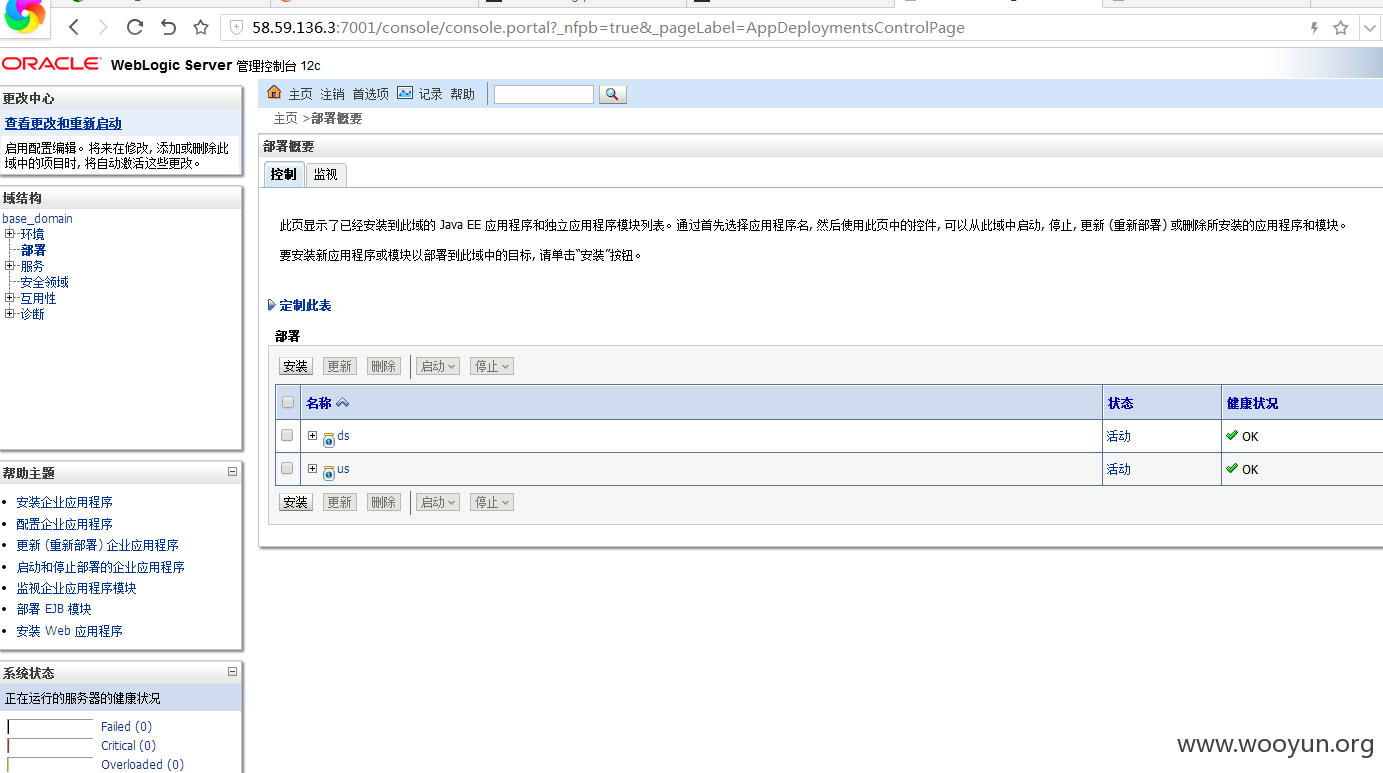 58.59.136.3:7001/console/console.portal?_nfpb=true&_pageLabel=AppDeploymentsControlPage
ORACLE WebLogic Server 管理控制台 12c
更改中心
查看更改和重新启动
启用配置编辑。将来在修改, 添加或删除此
域中的项目时, 将自动激活这些更改。
域结构
base_domain
环境
部署
服务
安全领域
互用性
诊断
帮助主题
安装企业应用程序
配置企业应用程序
更新 (重新部署) 企业应用程序
启动和停止部署的企业应用程序
监视企业应用程序模块
部署 EJB 模块
安装 Web 应用程序
系统状态
正在运行的服务器的健康状况
Failed (0)
Critical (0)
Overloaded (0)
主页 注销 首选项 记录 帮助
主页 >部署概要
部署概要
控制 监视
此页显示了已经安装到此域的 Java EE 应用程序和独立应用程序模块列表。通过首先选择应用程序名, 然后使用此页中的控件, 可以从此域中启动, 停止, 更新 (重新部署) 或删除所安装的应用程序和模块。
要安装新应用程序或模块以部署到此域中的目标, 请单击“安装”按钮。
定制此表
部署
安装 更新 删除 启动 停止
名称 状态 健康状况
ds 活动 OK
us 活动 OK
安装 更新 删除 启动 停止
www.wooyun.org